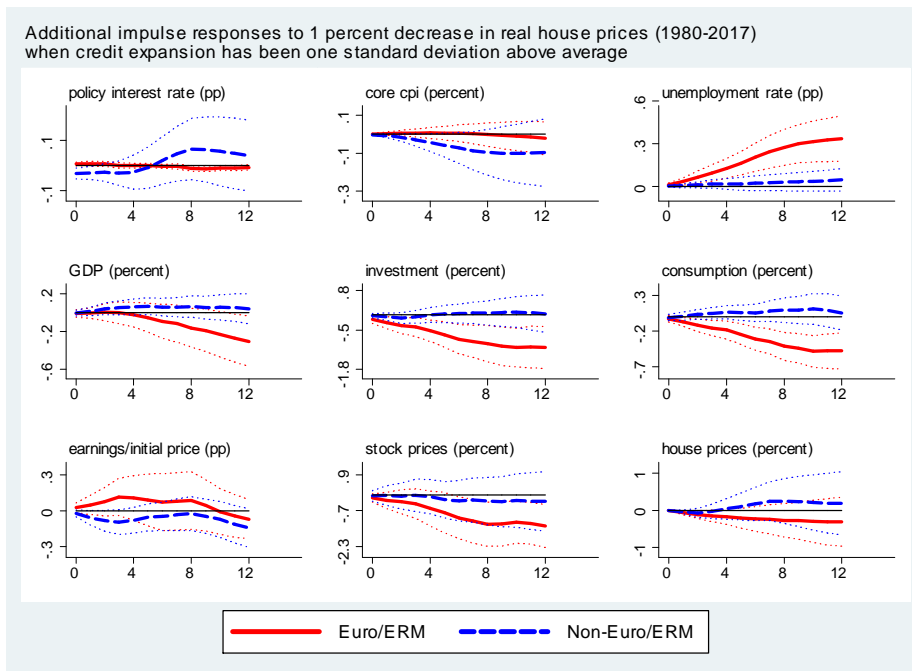 Additional impulse responses to 1 percent decrease in real house prices (1980-2017)
when credit expansion has been one standard deviation above average
policy interest rate (pp)
.1
-.1
0 4 8 12
core cpi (percent)
.1
-.1
-.3
0 4 8 12
unemployment rate (pp)
.6
.3
0
0 4 8 12
GDP (percent)
.2
-.2
-.6
0 4 8 12
investment (percent)
.8
-.5
-1.8
0 4 8 12
consumption (percent)
.3
-.2
-.7
0 4 8 12
earnings/initial price (pp)
.3
0
-.3
0 4 8 12
stock prices (percent)
.9
-.7
-2.3
0 4 8 12
house prices (percent)
1
0
-1
0 4 8 12
Euro/ERM Non-Euro/ERM